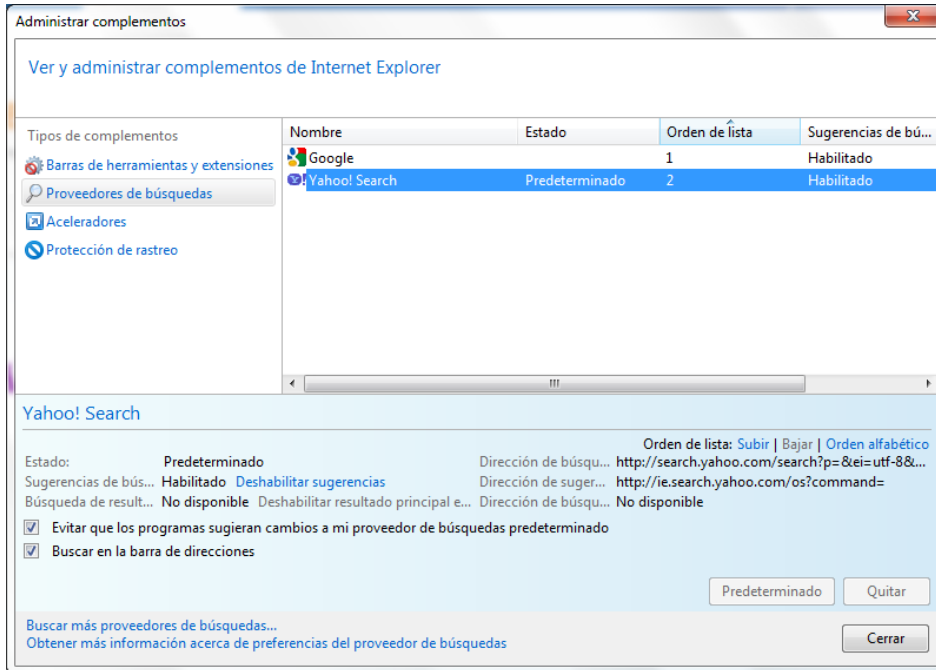 Administrar complementos
Ver y administrar complementos de Internet Explorer
Tipos de complementos
Barras de herramientas y extensiones
Proveedores de búsquedas
Aceleradores
Protección de rastreo
Nombre Estado Orden de lista Sugerencias de bú...
Google 1 Habilitado
Yahoo! Search Predeterminado 2 Habilitado
Yahoo! Search
Orden de lista: Subir | Bajar | Orden alfabético
Estado: Predeterminado Dirección de búsqu... http://search.yahoo.com/search?p=&ei=utf-8&...
Sugerencias de bús... Habilitado Deshabilitar sugerencias Dirección de suger... http://ie.search.yahoo.com/os?command=
Búsqueda de result... No disponible Deshabilitar resultado principal e... Dirección de búsqu... No disponible
Evitar que los programas sugieran cambios a mi proveedor de búsquedas predeterminado
Buscar en la barra de direcciones
Predeterminado Quitar
Buscar más proveedores de búsquedas...
Obtener más información acerca de preferencias del proveedor de búsquedas
Cerrar